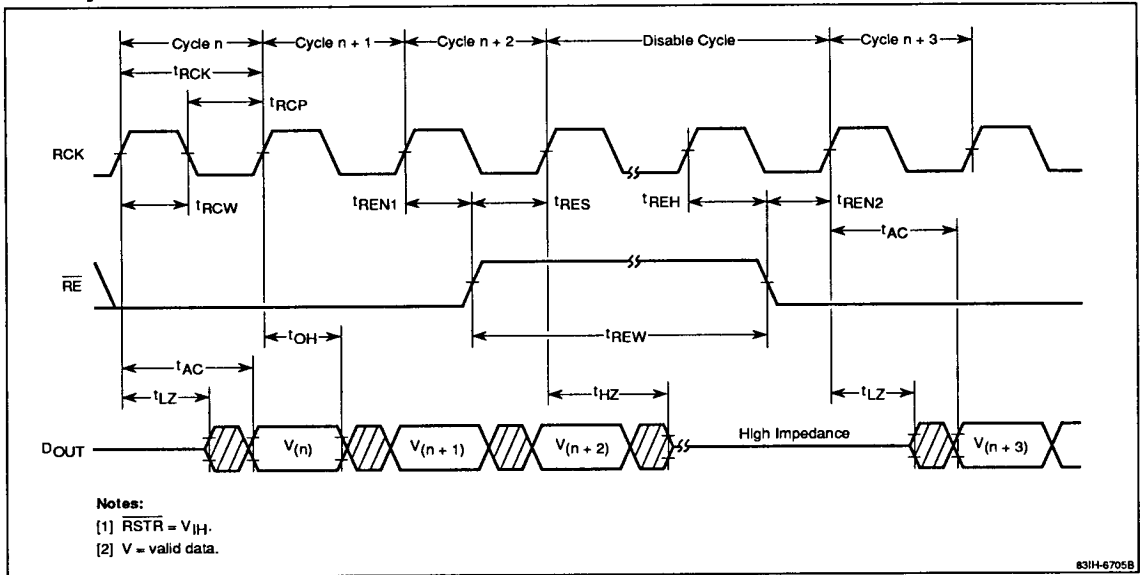 Cycle n Cycle n + 1 Cycle n + 2 Disable Cycle Cycle n + 3
tRCK
tRCP
RCK
tRCW tREN1 tRES tREH tREN2
tAC
RE
tOH tREW
tAC
tLZ tHZ tLZ
DOUT V(n) V(n + 1) V(n + 2) High Impedance V(n + 3)
Notes:
[1] RSTR = VIH.
[2] V = valid data.
83IH-6705B